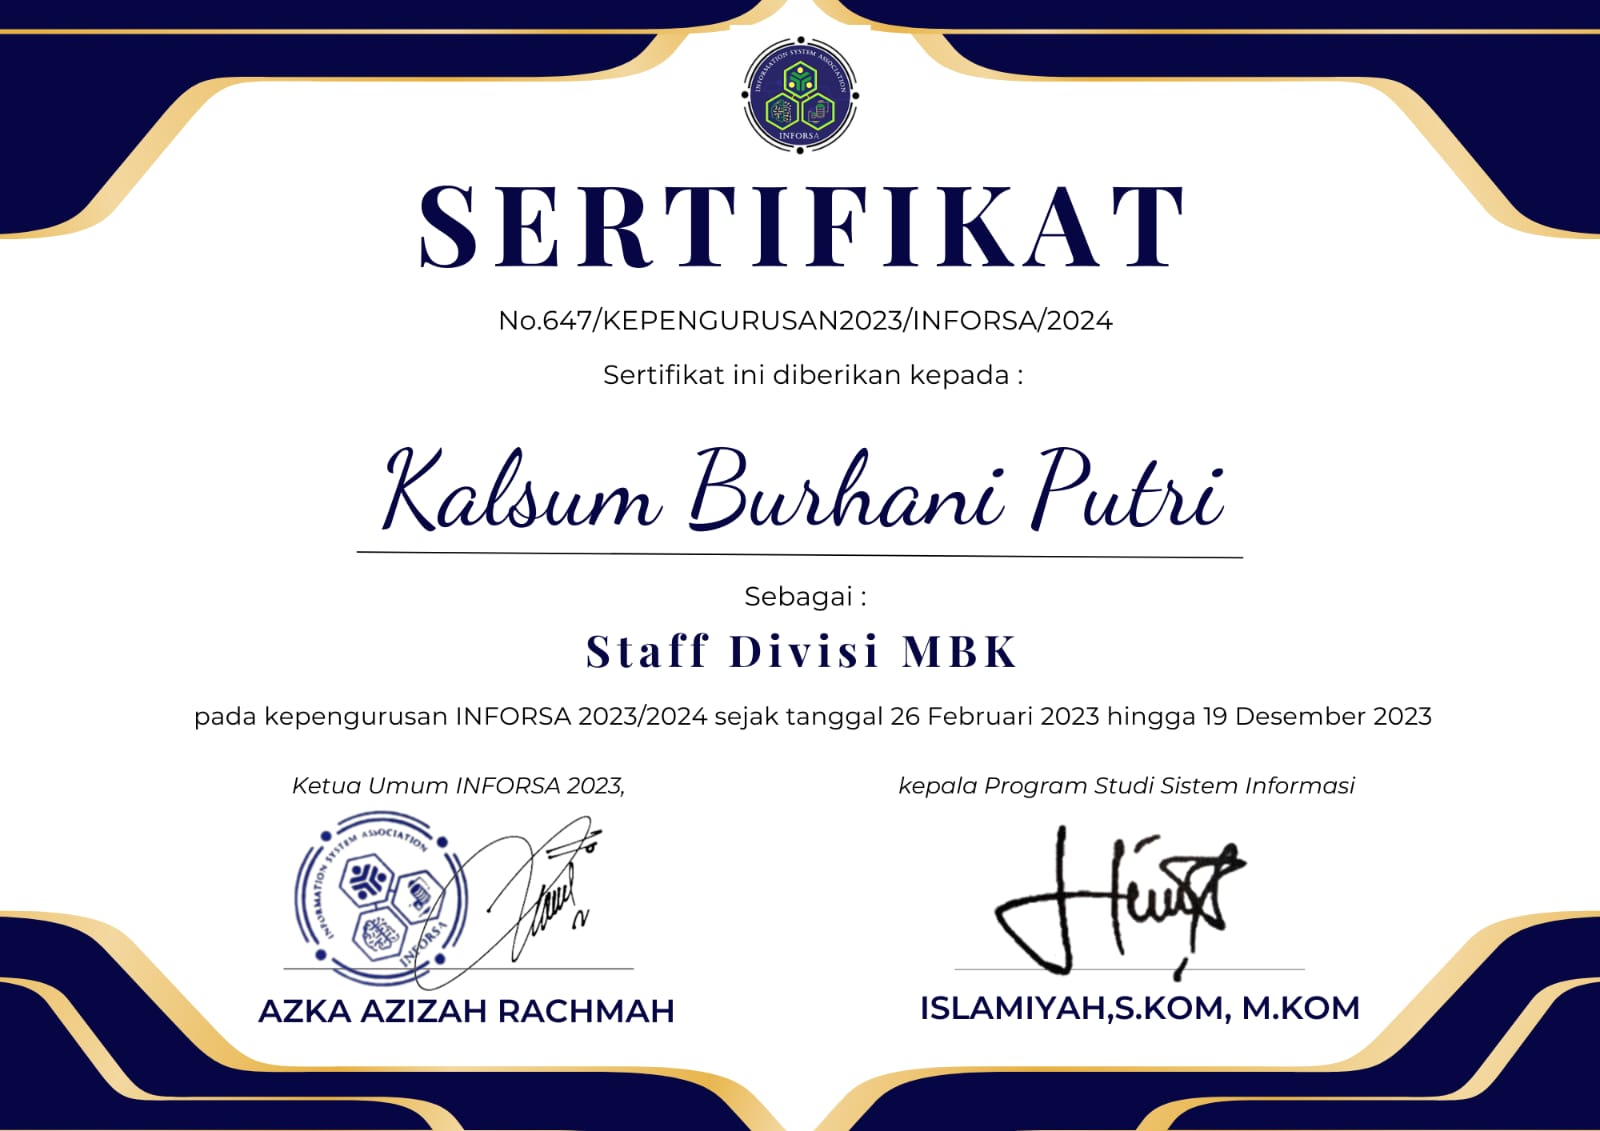 INFORMATION SYSTEM ASSOCIATION
INFORSA
SERTIFIKAT
No.647/KEPENGURUSAN2023/INFORSA/2024
Sertifikat ini diberikan kepada :
Kalsum Burhani Putri
Sebagai :
Staff Divisi MBK
pada kepengurusan INFORSA 2023/2024 sejak tanggal 26 Februari 2023 hingga 19 Desember 2023
Ketua Umum INFORSA 2023,
kepala Program Studi Sistem Informasi
INFORMATION SYSTEM ASSOCIATION
INFORSA
AZKA AZIZAH RACHMAH
ISLAMIYAH,S.KOM, M.KOM